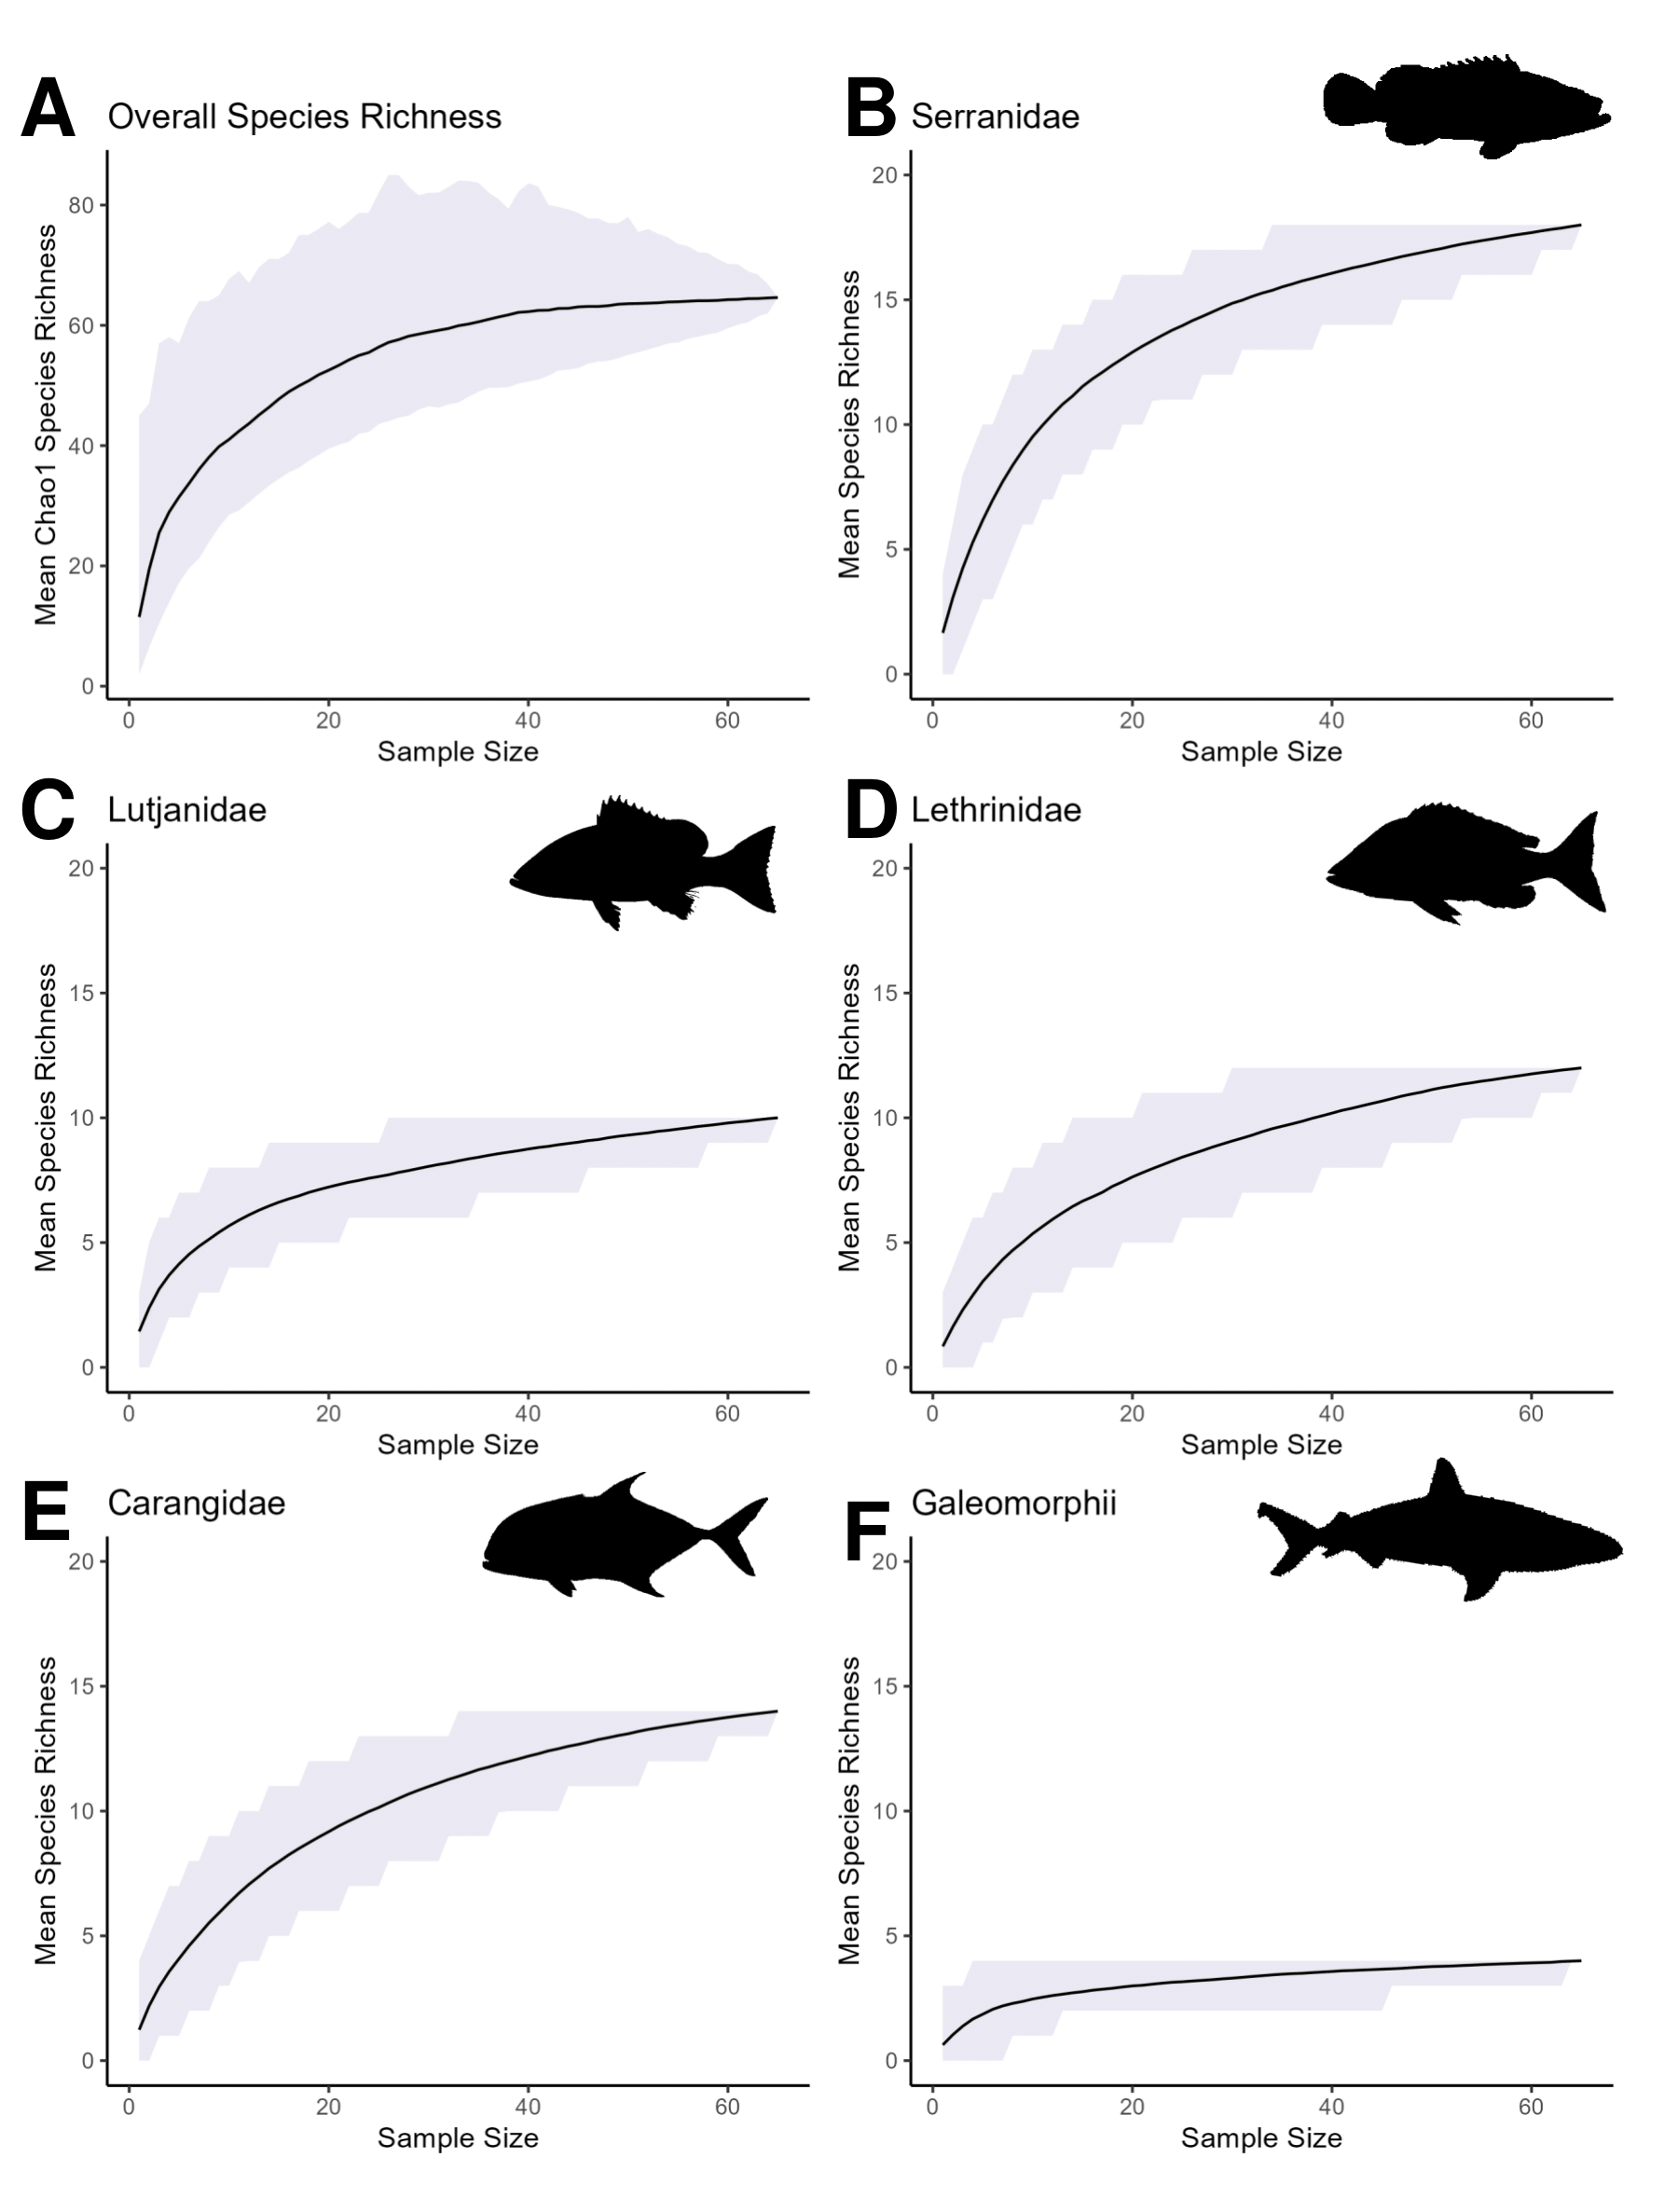 A Overall Species Richness
Mean Chao1 Species Richness
80
60
40
20
0
0 20 40 60
Sample Size
B Serranidae
Mean Species Richness
20
15
10
5
0
0 20 40 60
Sample Size
C Lutjanidae
Mean Species Richness
20
15
10
5
0
0 20 40 60
Sample Size
D Lethrinidae
Mean Species Richness
20
15
10
5
0
0 20 40 60
Sample Size
E Carangidae
Mean Species Richness
20
15
10
5
0
0 20 40 60
Sample Size
F Galeomorphii
Mean Species Richness
20
15
10
5
0
0 20 40 60
Sample Size